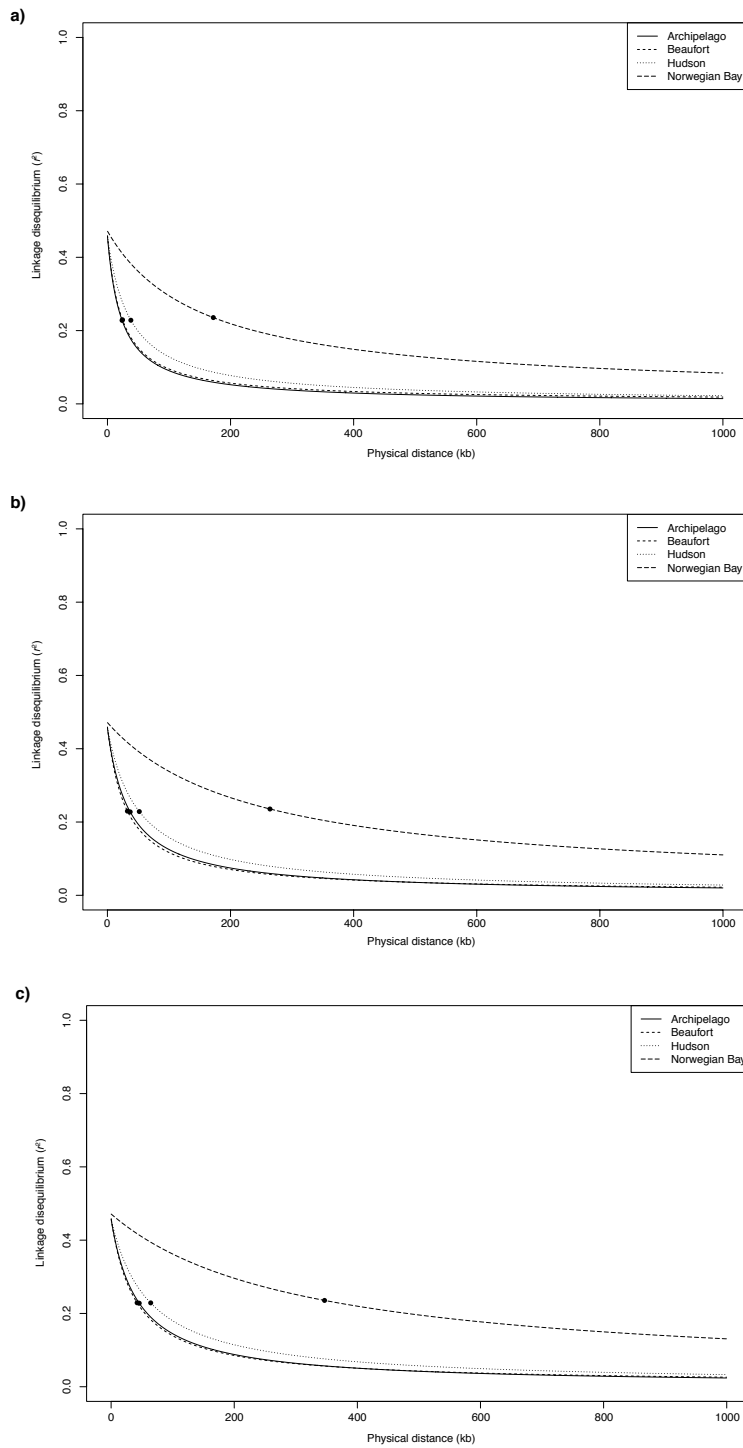 a)
1.0
0.8
0.6
0.4
0.2
0.0
Linkage disequilibrium (r²)
0
200
400
600
800
1000
Physical distance (kb)
Archipelago
Beaufort
Hudson
Norwegian Bay
b)
1.0
0.8
0.6
0.4
0.2
0.0
Linkage disequilibrium (r²)
0
200
400
600
800
1000
Physical distance (kb)
Archipelago
Beaufort
Hudson
Norwegian Bay
c)
1.0
0.8
0.6
0.4
0.2
0.0
Linkage disequilibrium (r²)
0
200
400
600
800
1000
Physical distance (kb)
Archipelago
Beaufort
Hudson
Norwegian Bay